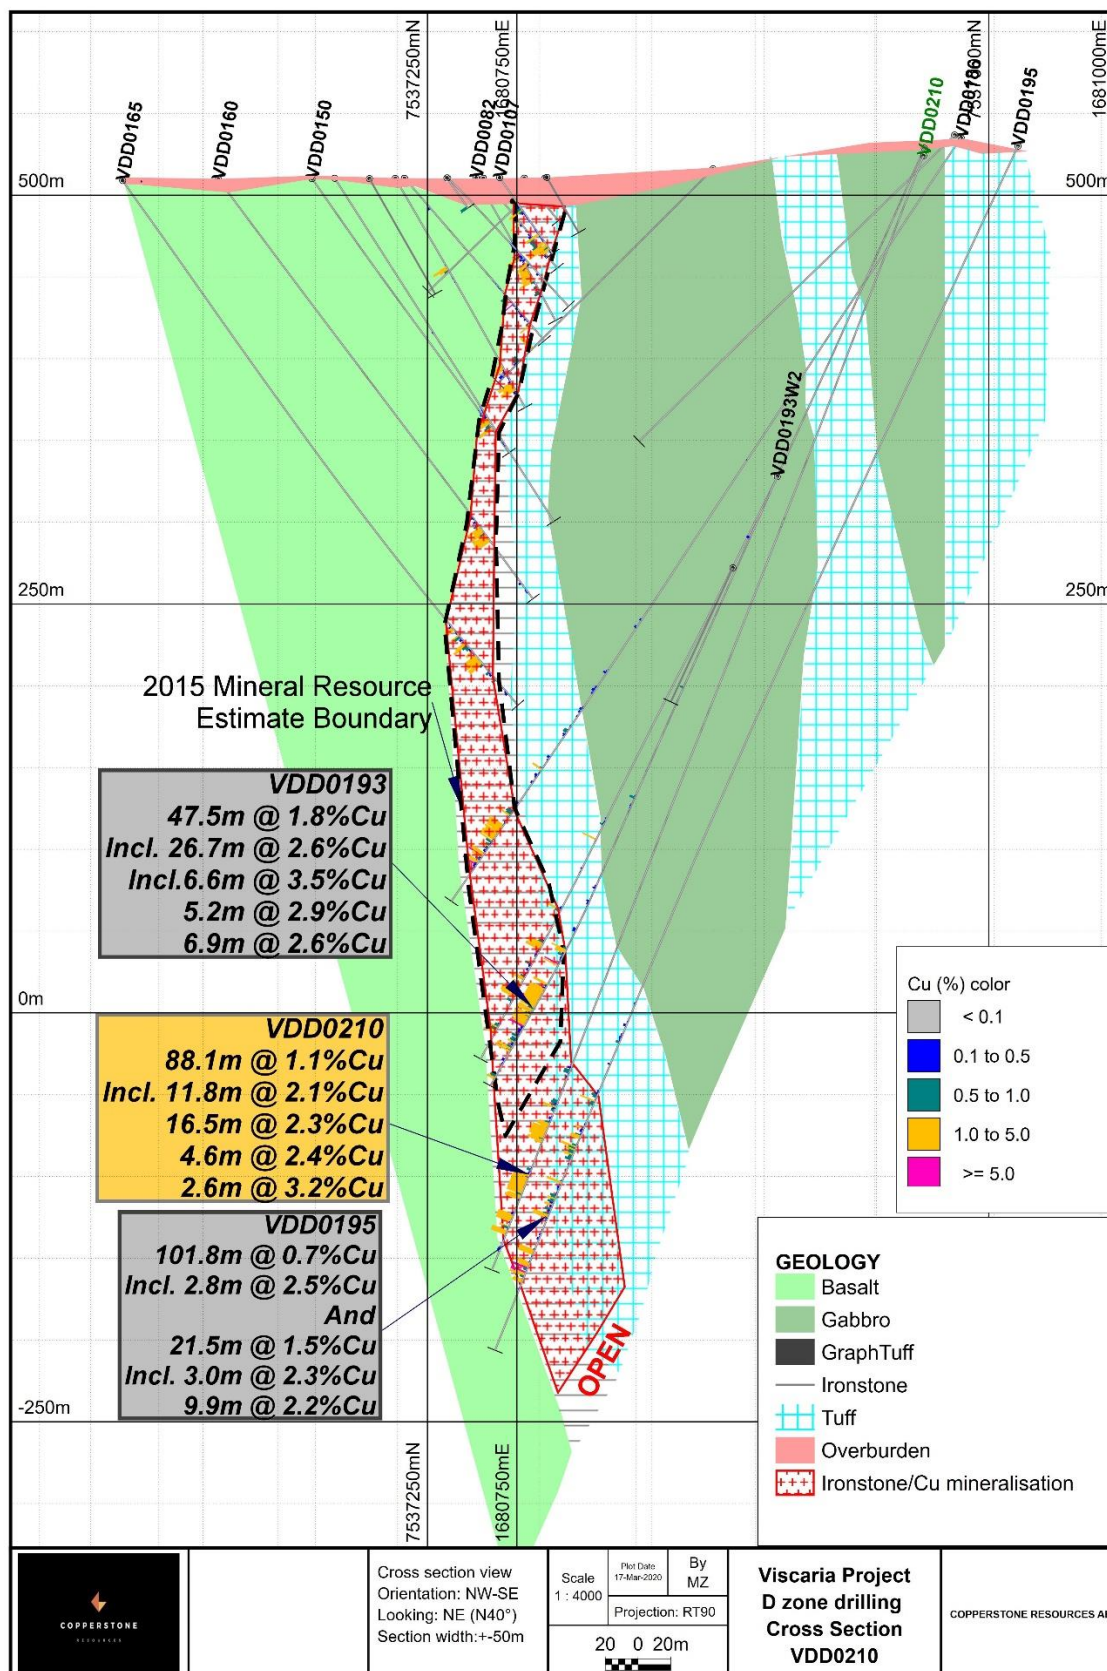 7537250mN
1680750mE
1681000mE
VDD0165
VDD0160
VDD0150
VDD0082
VDD0107
VDD0210
VDD0186
VDD0195
500m
500m
VDD0193W2
250m
2015 Mineral Resource
Estimate Boundary
VDD0193
47.5m @ 1.8%Cu
Incl. 26.7m @ 2.6%Cu
Incl.6.6m @ 3.5%Cu
5.2m @ 2.9%Cu
6.9m @ 2.6%Cu
0m
VDD0210
88.1m @ 1.1%Cu
Incl. 11.8m @ 2.1%Cu
16.5m @ 2.3%Cu
4.6m @ 2.4%Cu
2.6m @ 3.2%Cu
VDD0195
101.8m @ 0.7%Cu
Incl. 2.8m @ 2.5%Cu
And
21.5m @ 1.5%Cu
Incl. 3.0m @ 2.3%Cu
9.9m @ 2.2%Cu
-250m
OPEN
Cu (%) color
< 0.1
0.1 to 0.5
0.5 to 1.0
1.0 to 5.0
>= 5.0
GEOLOGY
Basalt
Gabbro
GraphTuff
Ironstone
Tuff
Overburden
Ironstone/Cu mineralisation
7537250mN
1680750mE
COPPERSTONE
RESOURCES
Cross section view
Orientation: NW-SE
Looking: NE (N40°)
Section width:+-50m
Scale
1 : 4000
Plot Date
17-Mar-2020
By
MZ
Projection: RT90
20 0 20m
Viscaria Project
D zone drilling
Cross Section
VDD0210
COPPERSTONE RESOURCES